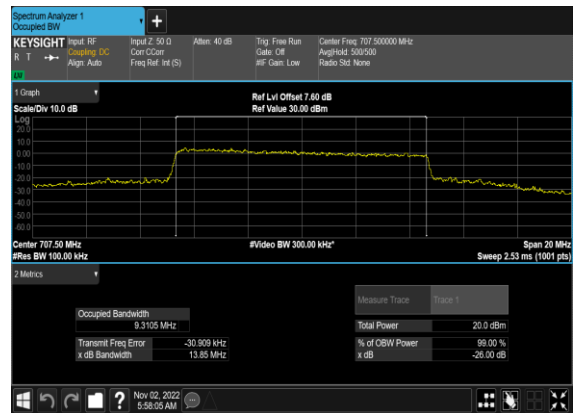 Spectrum Analyzer 1
Occupied BW
+
KEYSIGHT
R T
LV
Input: RF
Coupling: DC
Align: Auto
Input Z: 50 Ω
Corr CCorr
Freq Ref: Int (S)
Atten: 40 dB
Trig: Free Run
Gate: Off
#IF Gain: Low
Center Freq: 707.500000 MHz
Avg|Hold: 500/500
Radio Std: None
1 Graph
Scale/Div 10.0 dB
Ref Lvl Offset 7.60 dB
Ref Value 30.00 dBm
Log
20.0
10.0
0.00
-10.0
-20.0
-30.0
-40.0
-50.0
-60.0
Center 707.50 MHz
#Res BW 100.00 kHz
#Video BW 300.00 kHz*
Span 20 MHz
Sweep 2.53 ms (1001 pts)
2 Metrics
Measure Trace Trace 1
Occupied Bandwidth
9.3105 MHz
Total Power 20.0 dBm
Transmit Freq Error -30.909 kHz
% of OBW Power 99.00 %
x dB Bandwidth 13.85 MHz
x dB -26.00 dB
?
Nov 02, 2022
5:58:05 AM